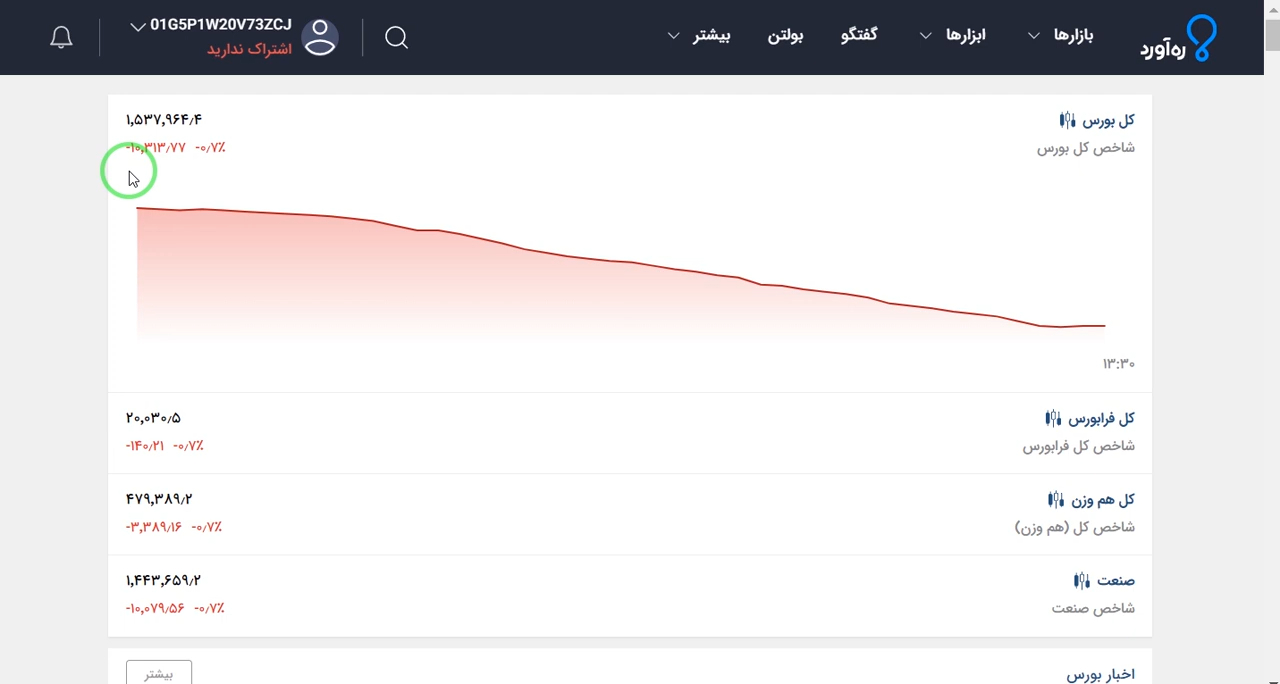 ره‌آورد
بازارها ابزارها گفتگو بولتن بیشتر
01G5P1W20V73ZCJ
اشتراک ندارید
کل بورس ۱,۵۳۷,۹۶۴٫۴
شاخص کل بورس -۱۰,۳۱۳٫۷۷ -۰٫۷٪
۱۳:۳۰
کل فرابورس ۲۰,۰۳۰٫۵
شاخص کل فرابورس -۱۴۰٫۲۱ -۰٫۷٪
کل هم وزن ۴۷۹,۳۸۹٫۲
شاخص کل (هم وزن) -۳,۳۸۹٫۱۶ -۰٫۷٪
صنعت ۱,۴۴۳,۶۵۹٫۲
شاخص صنعت -۱۰,۰۷۹٫۵۶ -۰٫۷٪
اخبار بورس بیشتر